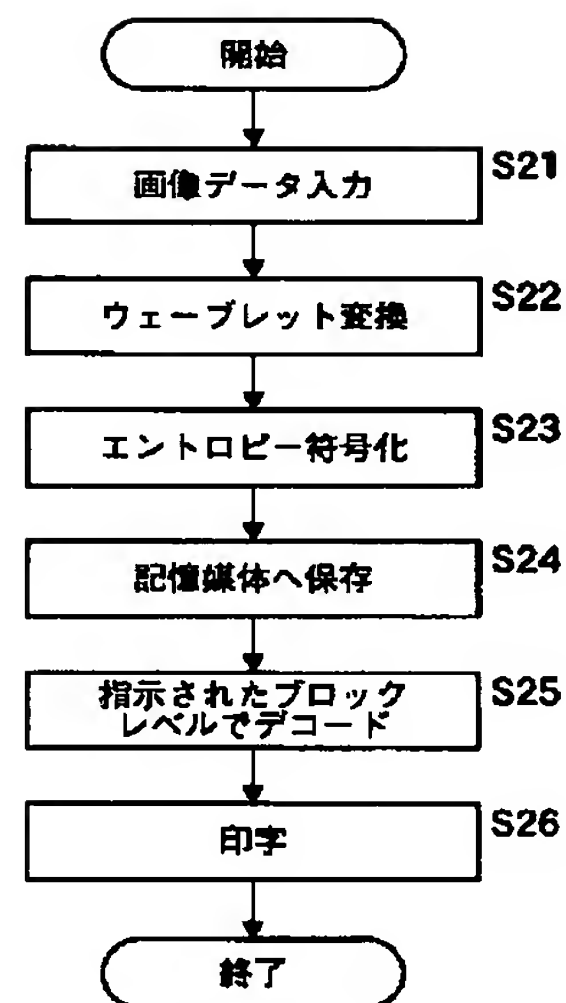 開始
画像データ入力
S21
ウェーブレット変換
S22
エントロピー符号化
S23
記憶媒体へ保存
S24
指示されたブロック
レベルでデコード
S25
印字
S26
終了